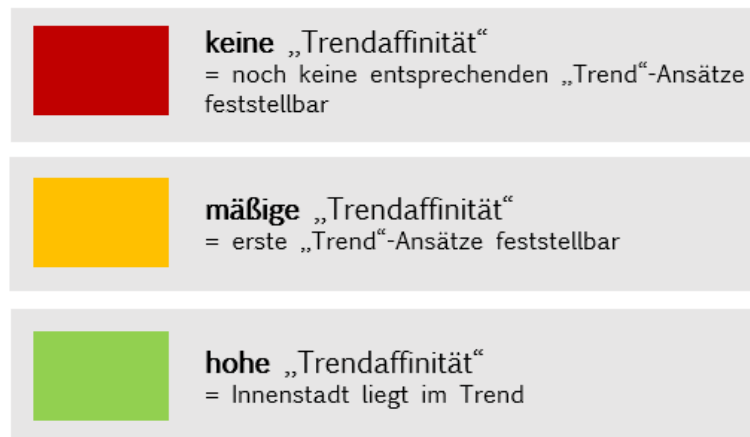 keine „Trendaffinität“
= noch keine entsprechenden „Trend“-Ansätze
feststellbar
mäßige „Trendaffinität“
= erste „Trend“-Ansätze feststellbar
hohe „Trendaffinität“
= Innenstadt liegt im Trend